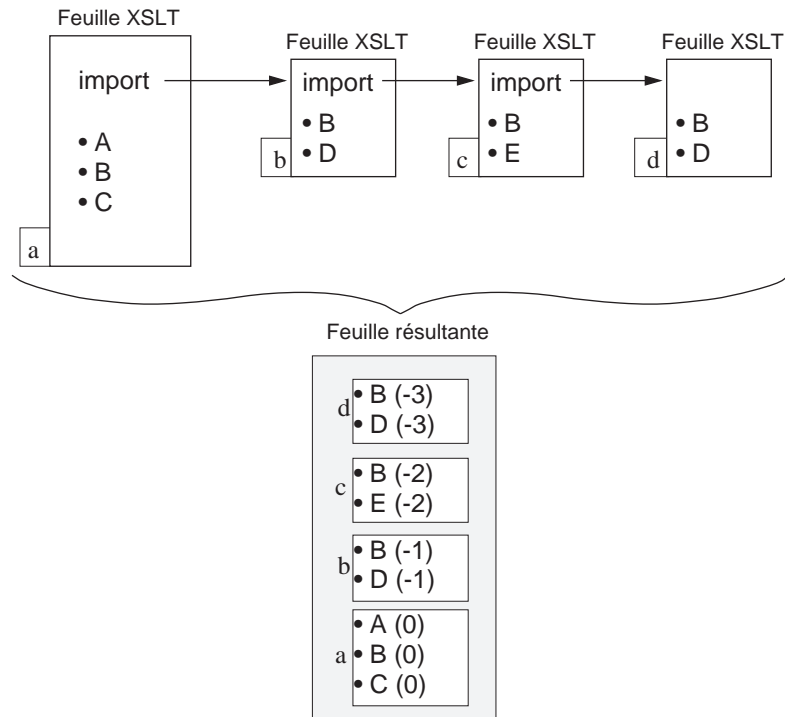 Feuille XSLT
import
• A
• B
• C
a
Feuille XSLT
import
• B
• D
b
Feuille XSLT
import
• B
• E
c
Feuille XSLT
• B
• D
d
Feuille résultante
d
• B (-3)
• D (-3)
c
• B (-2)
• E (-2)
b
• B (-1)
• D (-1)
a
• A (0)
• B (0)
• C (0)